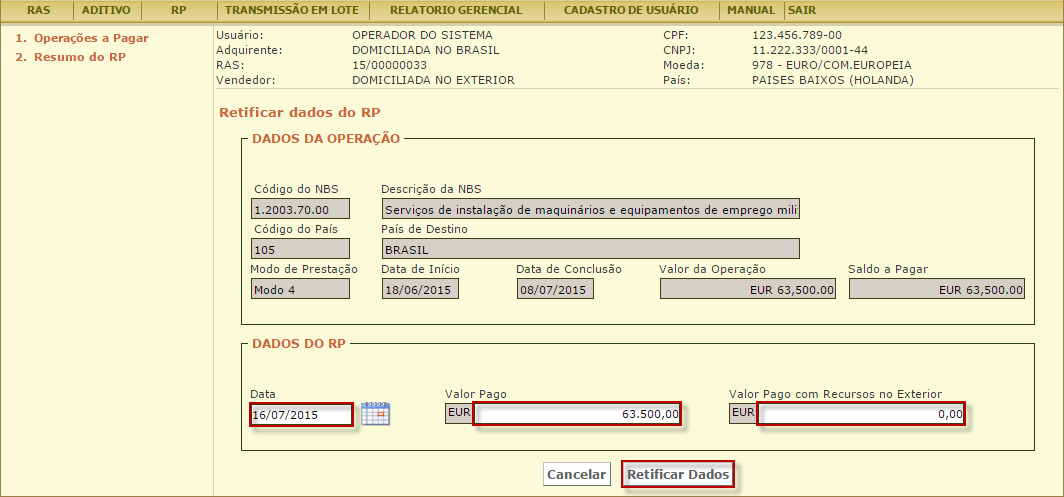 RAS ADITIVO RP TRANSMISSÃO EM LOTE RELATORIO GERENCIAL CADASTRO DE USUÁRIO MANUAL SAIR
1. Operações a Pagar
2. Resumo do RP
Usuário: OPERADOR DO SISTEMA CPF: 123.456.789-00
Adquirente: DOMICILIADA NO BRASIL CNPJ: 11.222.333/0001-44
RAS: 15/00000033 Moeda: 978 - EURO/COM.EUROPEIA
Vendedor: DOMICILIADA NO EXTERIOR País: PAISES BAIXOS (HOLANDA)
Retificar dados do RP
DADOS DA OPERAÇÃO
Código do NBS Descrição da NBS
1.2003.70.00 Serviços de instalação de maquinários e equipamentos de emprego mili
Código do País País de Destino
105 BRASIL
Modo de Prestação Data de Início Data de Conclusão Valor da Operação Saldo a Pagar
Modo 4 18/06/2015 08/07/2015 EUR 63,500.00 EUR 63,500.00
DADOS DO RP
Data Valor Pago Valor Pago com Recursos no Exterior
16/07/2015 EUR 63.500,00 EUR 0,00
Cancelar Retificar Dados